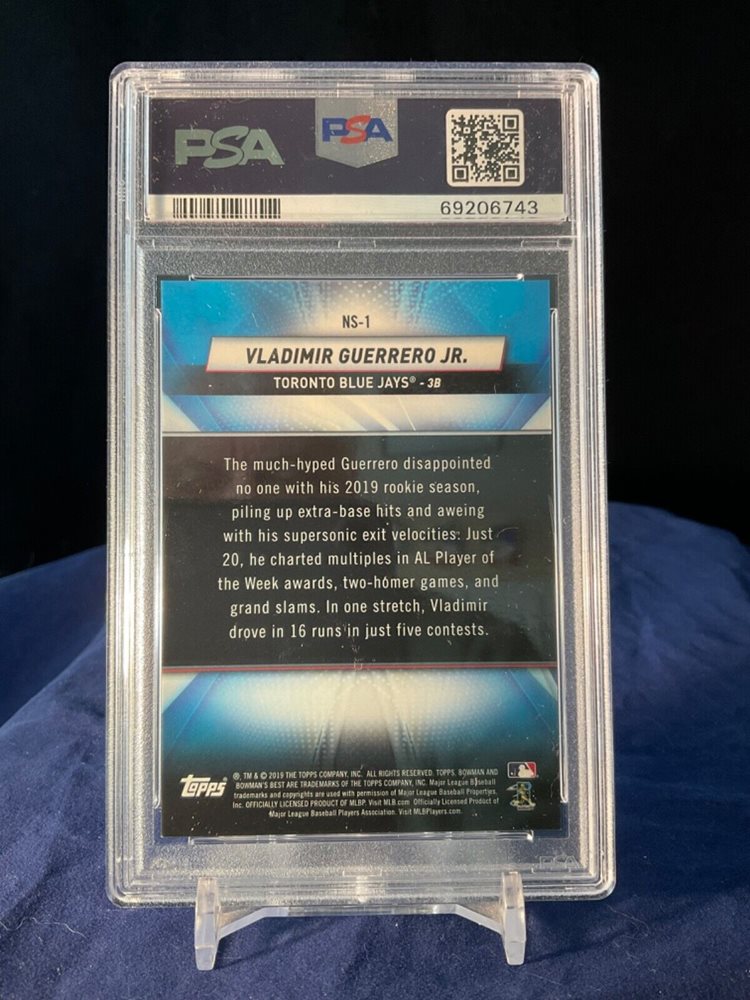 PSA PSA
69206743
NS-1
VLADIMIR GUERRERO JR.
TORONTO BLUE JAYS® - 3B
The much-hyped Guerrero disappointed
no one with his 2019 rookie season,
piling up extra-base hits and aweing
with his supersonic exit velocities: Just
20, he charted multiples in AL Player of
the Week awards, two-homer games, and
grand slams. In one stretch, Vladimir
drove in 16 runs in just five contests.
topps
®, TM & © 2019 THE TOPPS COMPANY, INC. ALL RIGHTS RESERVED. TOPPS, BOWMAN AND
BOWMAN'S BEST ARE TRADEMARKS OF THE TOPPS COMPANY, INC. Major League Baseball
trademarks and copyrights are used with permission of Major League Baseball Properties,
Inc. OFFICIALLY LICENSED PRODUCT OF MLBP. Visit MLB.com Officially Licensed Product of
Major League Baseball Players Association. Visit MLBPlayers.com.
PSA